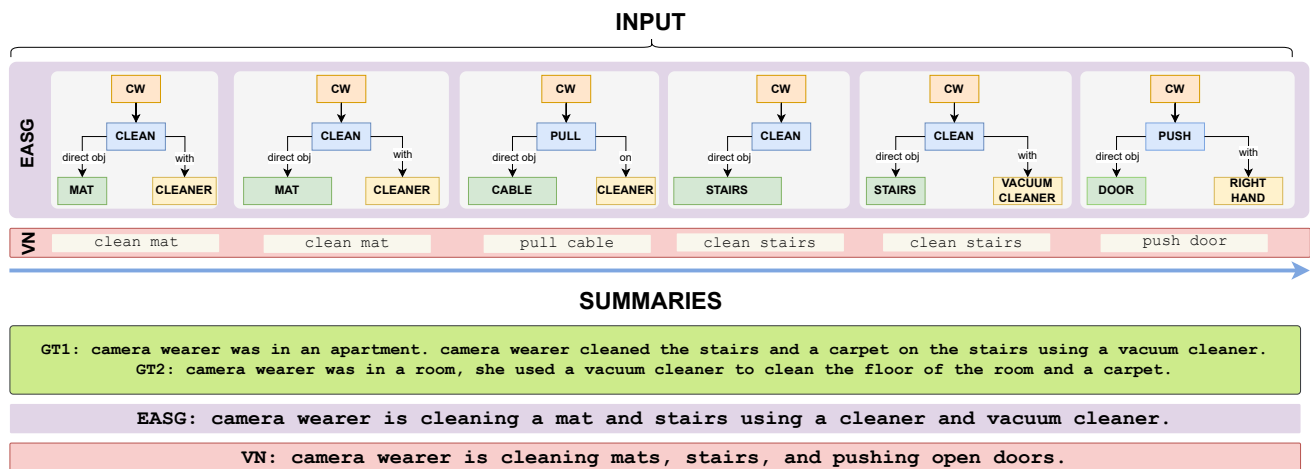 INPUT
EASG
CW
CLEAN
direct obj
with
MAT
CLEANER
CW
CLEAN
direct obj
with
MAT
CLEANER
CW
PULL
direct obj
on
CABLE
CLEANER
CW
CLEAN
direct obj
STAIRS
CW
CLEAN
direct obj
with
STAIRS
VACUUM
CLEANER
CW
PUSH
direct obj
with
DOOR
RIGHT
HAND
VN
clean mat
clean mat
pull cable
clean stairs
clean stairs
push door
SUMMARIES
GT1: camera wearer was in an apartment. camera wearer cleaned the stairs and a carpet on the stairs using a vacuum cleaner.
GT2: camera wearer was in a room, she used a vacuum cleaner to clean the floor of the room and a carpet.
EASG: camera wearer is cleaning a mat and stairs using a cleaner and vacuum cleaner.
VN: camera wearer is cleaning mats, stairs, and pushing open doors.